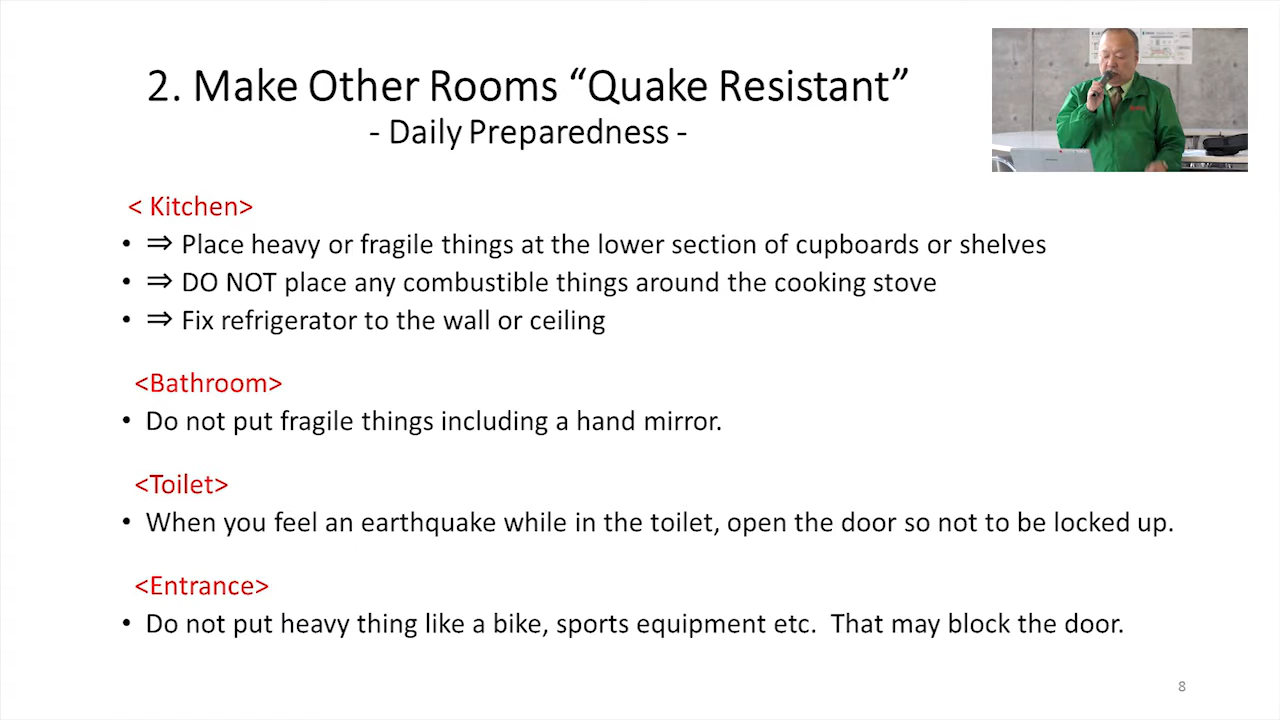 2. Make Other Rooms “Quake Resistant”
- Daily Preparedness -
< Kitchen>
• ⇒ Place heavy or fragile things at the lower section of cupboards or shelves
• ⇒ DO NOT place any combustible things around the cooking stove
• ⇒ Fix refrigerator to the wall or ceiling
<Bathroom>
• Do not put fragile things including a hand mirror.
<Toilet>
• When you feel an earthquake while in the toilet, open the door so not to be locked up.
<Entrance>
• Do not put heavy thing like a bike, sports equipment etc.  That may block the door.
8